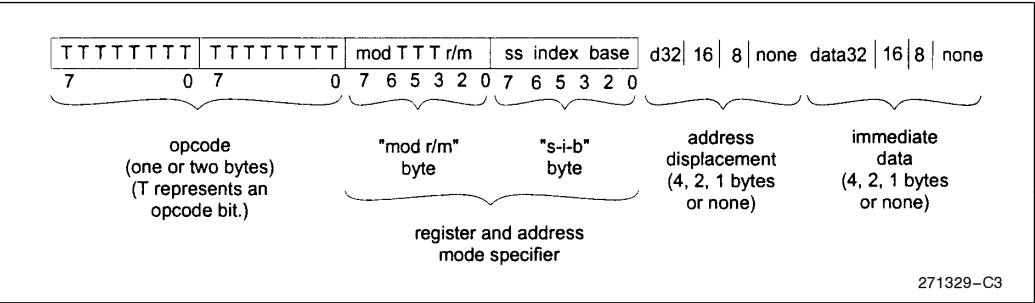 TTTTTTTT TTTTTTTT mod TTT r/m ss index base d32 | 16 | 8 | none data32 | 16 | 8 | none
7 0 7 0 7 6 5 3 2 0 7 6 5 3 2 0
opcode
(one or two bytes)
(T represents an
opcode bit.)
"mod r/m"
byte
"s-i-b"
byte
address
displacement
(4, 2, 1 bytes
or none)
immediate
data
(4, 2, 1 bytes
or none)
register and address
mode specifier
271329–C3